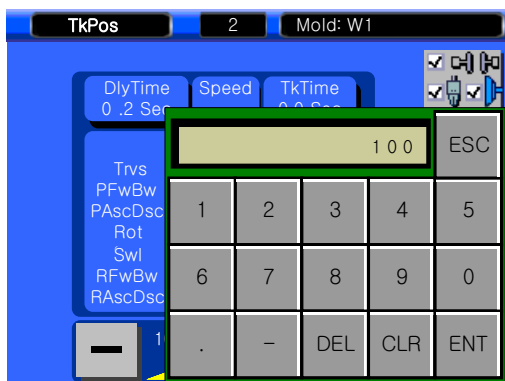 TkPos 2 Mold: W1
DlyTime Speed TkTime
0 .2 Sec
100 ESC
Trvs
PFwBw
PAscDsc
Rot
Swl
RFwBw
RAscDsc
1 2 3 4 5
6 7 8 9 0
. - DEL CLR ENT